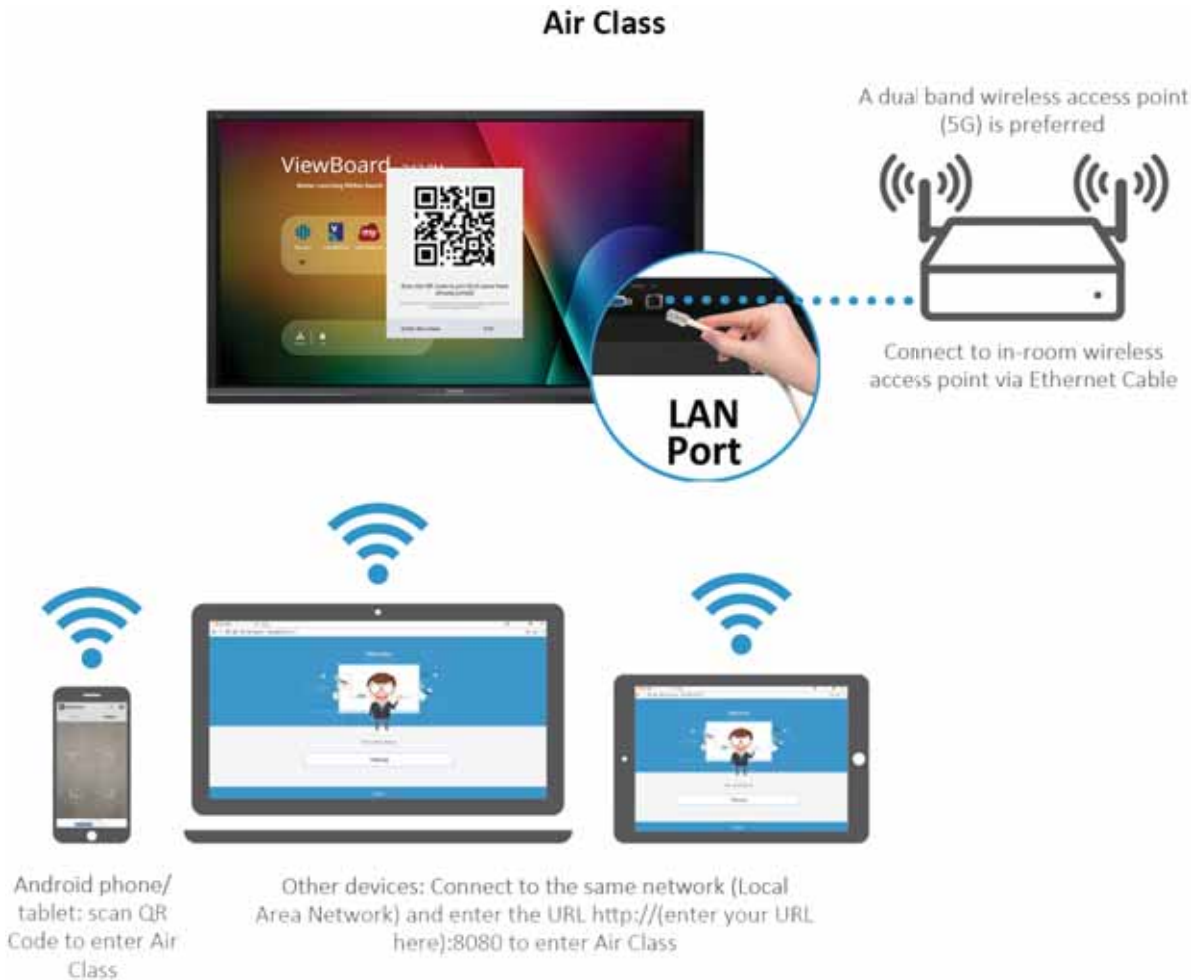 Air Class
A dual band wireless access point
(5G) is preferred
ViewBoard
my
LAN
Port
Connect to in-room wireless
access point via Ethernet Cable
Android phone/
tablet: scan QR
Code to enter Air
Class
Other devices: Connect to the same network (Local
Area Network) and enter the URL http://(enter your URL
here):8080 to enter Air Class